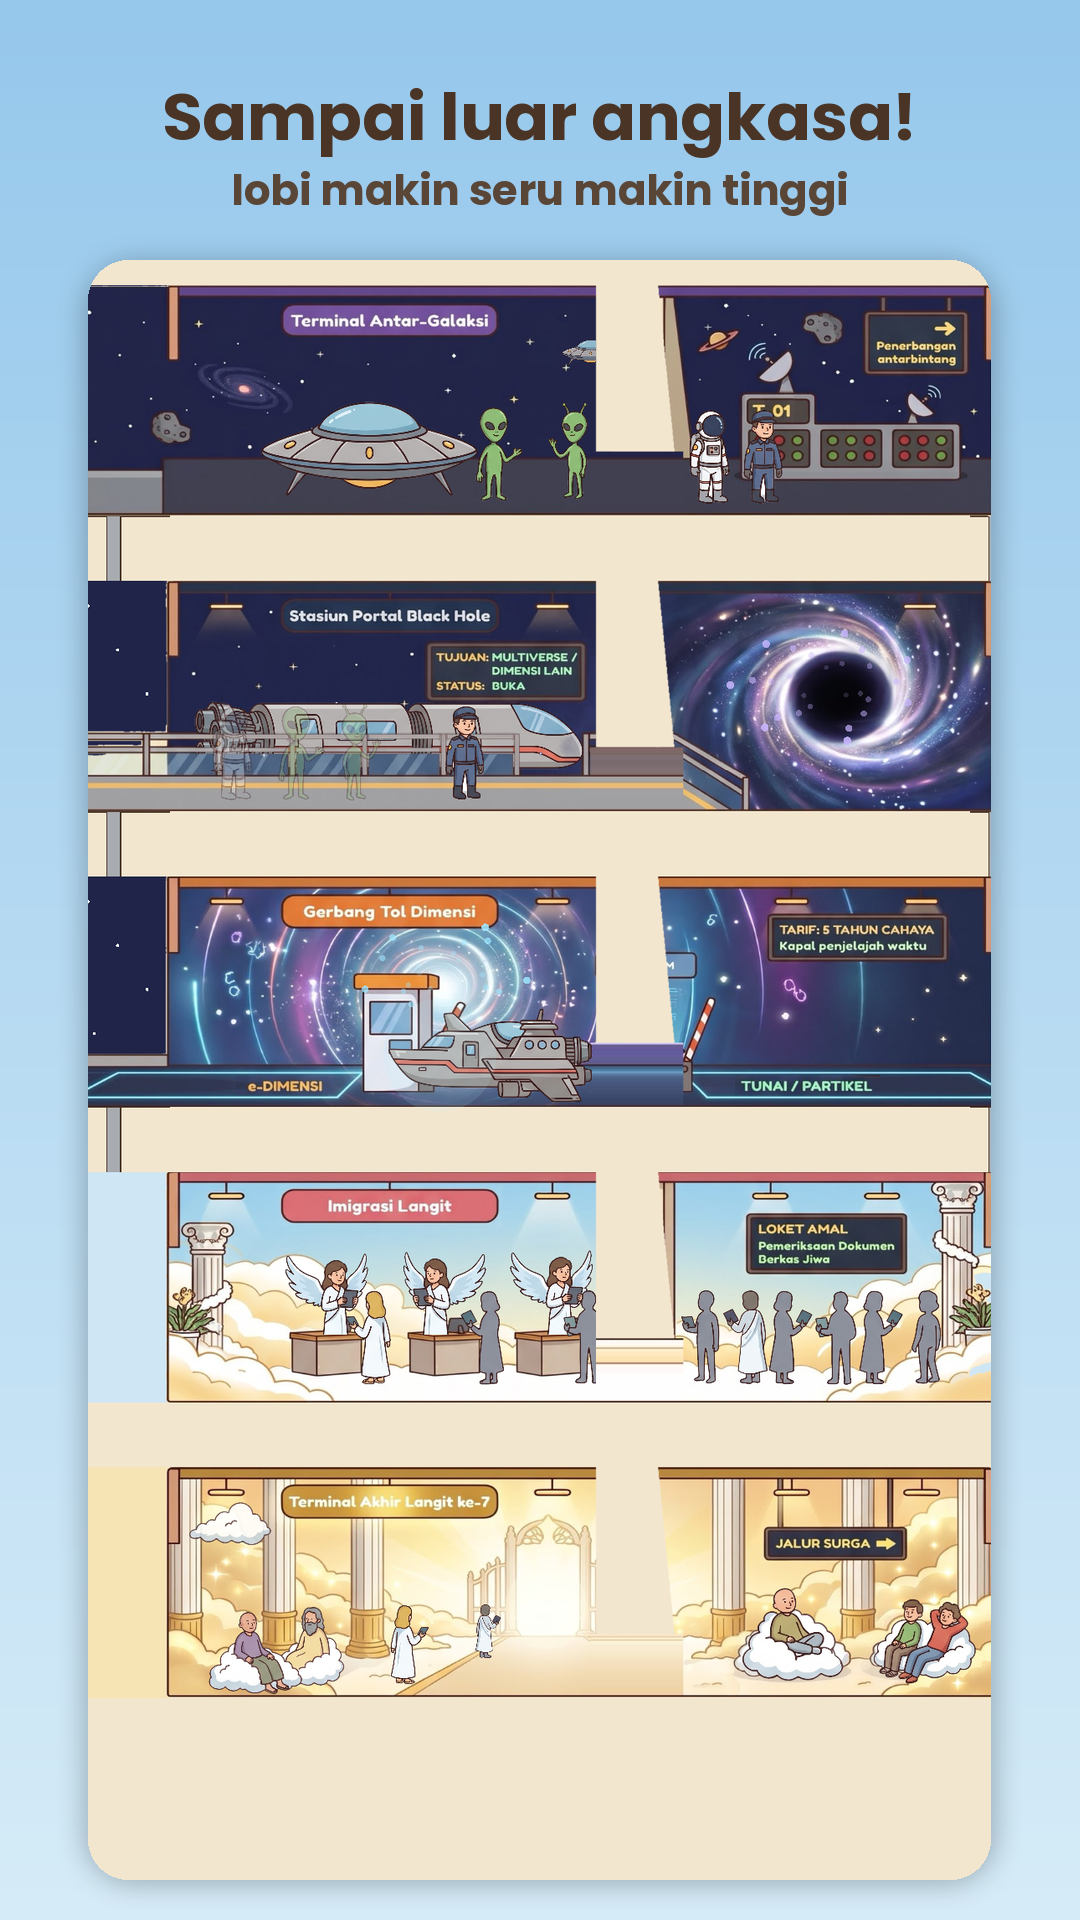 Sampai luar angkasa!
lobi makin seru makin tinggi
Terminal Antar-Galaksi
Penerbangan
antarbintang
01
Stasiun Portal Black Hole
TUJUAN: MULTIVERSE /
DIMENSI LAIN
STATUS: BUKA
Gerbang Tol Dimensi
TARIF: 5 TAHUN CAHAYA
Kapal penjelajah waktu
M
e-DIMENSI
TUNAI / PARTIKEL
Imigrasi Langit
LOKET AMAL
Pemeriksaan Dokumen
Berkas Jiwa
Terminal Akhir Langit ke-7
JALUR SURGA